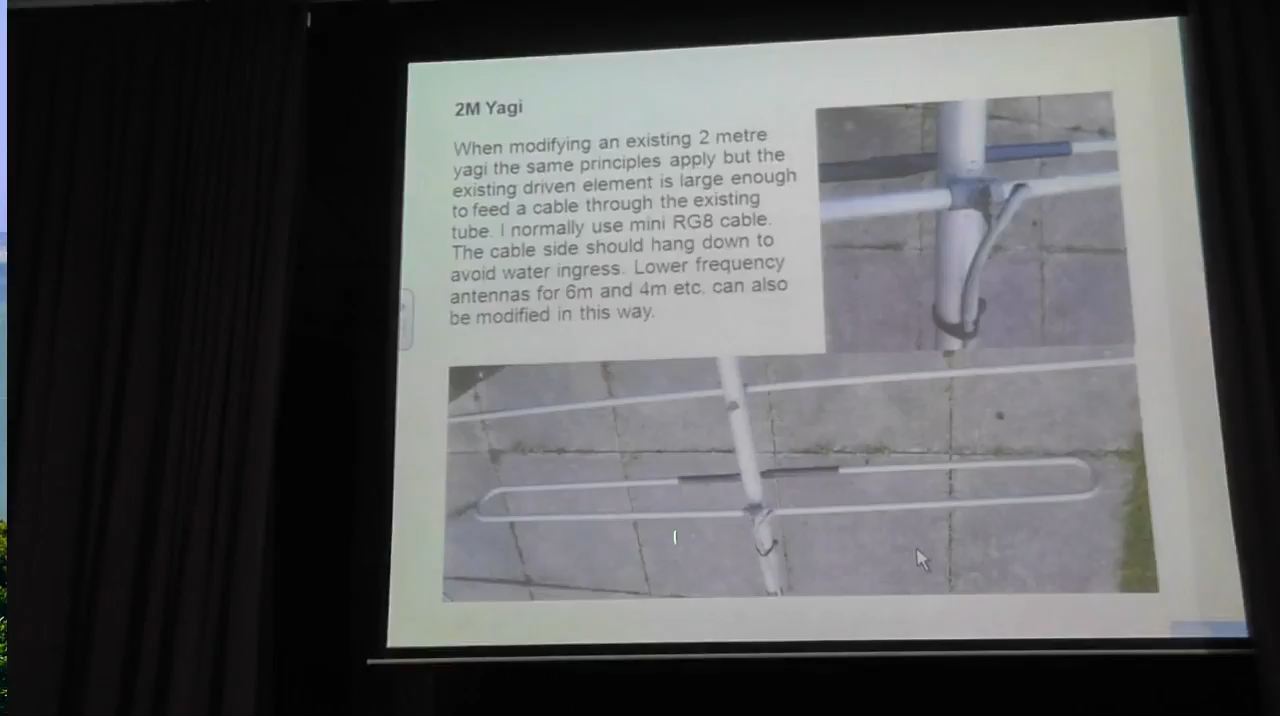 2M Yagi
When modifying an existing 2 metre
yagi the same principles apply but the
existing driven element is large enough
to feed a cable through the existing
tube. I normally use mini RG8 cable.
The cable side should hang down to
avoid water ingress. Lower frequency
antennas for 6m and 4m etc. can also
be modified in this way.